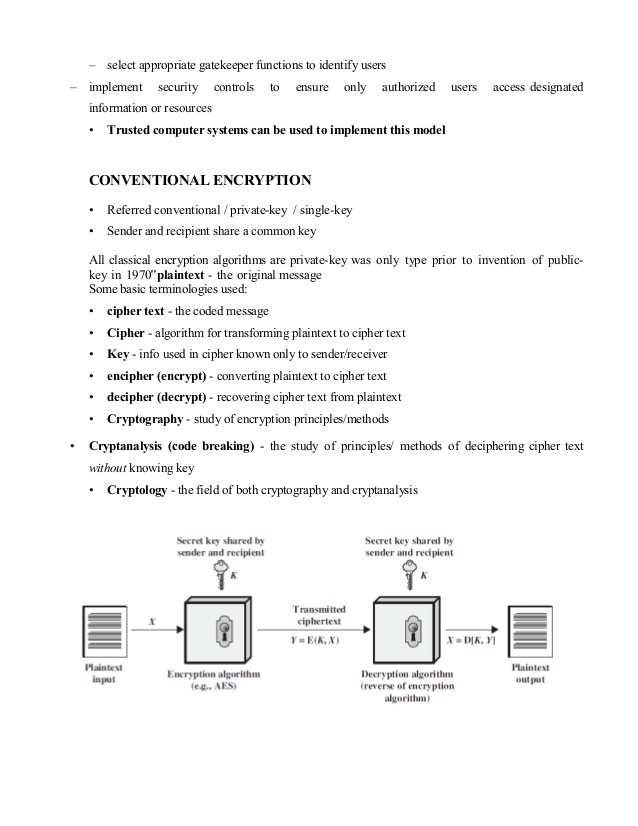 – select appropriate gatekeeper functions to identify users
– implement security controls to ensure only authorized users access designated
information or resources
• Trusted computer systems can be used to implement this model
CONVENTIONAL ENCRYPTION
• Referred conventional / private-key / single-key
• Sender and recipient share a common key
All classical encryption algorithms are private-key was only type prior to invention of public-
key in 1970‟plaintext - the original message
Some basic terminologies used:
• cipher text - the coded message
• Cipher - algorithm for transforming plaintext to cipher text
• Key - info used in cipher known only to sender/receiver
• encipher (encrypt) - converting plaintext to cipher text
• decipher (decrypt) - recovering cipher text from plaintext
• Cryptography - study of encryption principles/methods
• Cryptanalysis (code breaking) - the study of principles/ methods of deciphering cipher text
without knowing key
• Cryptology - the field of both cryptography and cryptanalysis
Secret key shared by
sender and recipient
K
Secret key shared by
sender and recipient
K
X
Transmitted
ciphertext
Y = E(K, X)
X = D[K, Y]
Plaintext
input
Encryption algorithm
(e.g., AES)
Decryption algorithm
(reverse of encryption
algorithm)
Plaintext
output